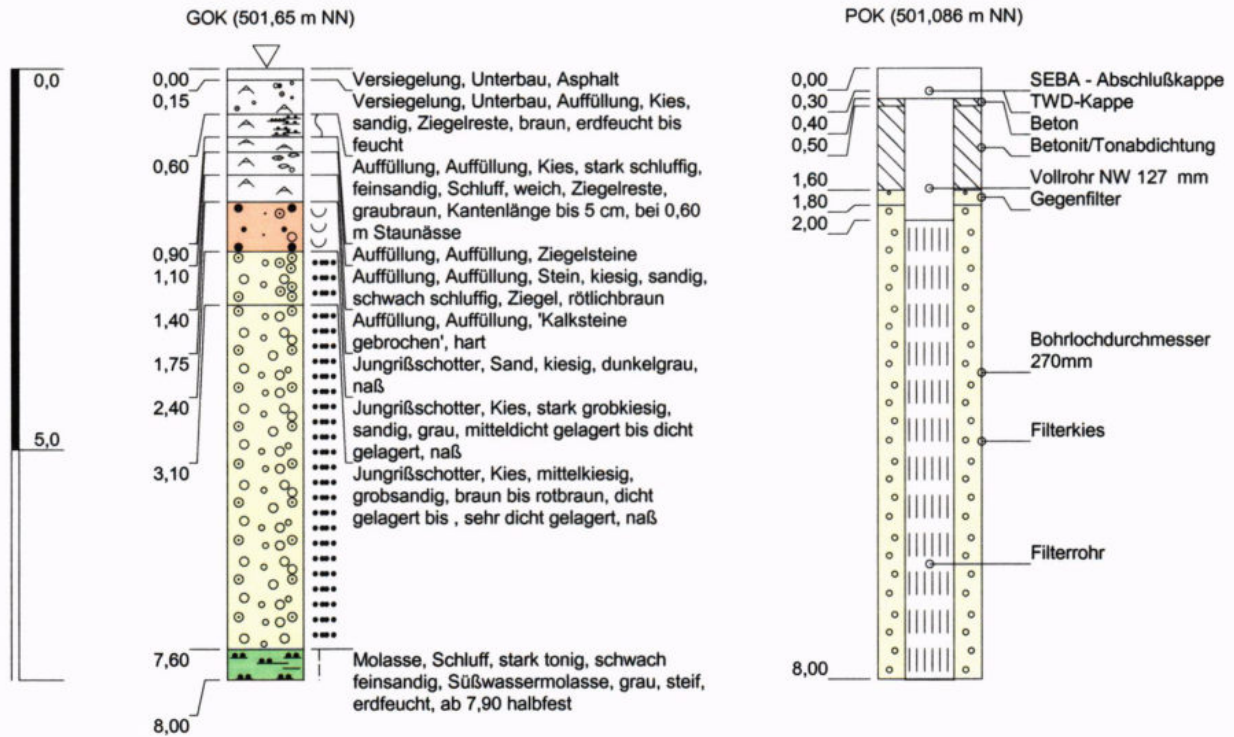 GOK (501,65 m NN)
0,0
5,0
0,00
0,15
0,60
0,90
1,10
1,40
1,75
2,40
3,10
7,60
8,00
Versiegelung, Unterbau, Asphalt
Versiegelung, Unterbau, Auffüllung, Kies,
sandig, Ziegelreste, braun, erdfeucht bis
feucht
Auffüllung, Auffüllung, Kies, stark schluffig,
feinsandig, Schluff, weich, Ziegelreste,
graubraun, Kantenlänge bis 5 cm, bei 0,60
m Staunässe
Auffüllung, Auffüllung, Ziegelsteine
Auffüllung, Auffüllung, Stein, kiesig, sandig,
schwach schluffig, Ziegel, rötlichbraun
Auffüllung, Auffüllung, 'Kalksteine
gebrochen', hart
Jungrißschotter, Sand, kiesig, dunkelgrau,
naß
Jungrißschotter, Kies, stark grobkiesig,
sandig, grau, mitteldicht gelagert bis dicht
gelagert, naß
Jungrißschotter, Kies, mittelkiesig,
grobsandig, braun bis rotbraun, dicht
gelagert bis , sehr dicht gelagert, naß
Molasse, Schluff, stark tonig, schwach
feinsandig, Süßwassermolasse, grau, steif,
erdfeucht, ab 7,90 halbfest
POK (501,086 m NN)
0,00
0,30
0,40
0,50
1,60
1,80
2,00
8,00
SEBA - Abschlußkappe
TWD-Kappe
Beton
Betonit/Tonabdichtung
Vollrohr NW 127 mm
Gegenfilter
Bohrlochdurchmesser
270mm
Filterkies
Filterrohr